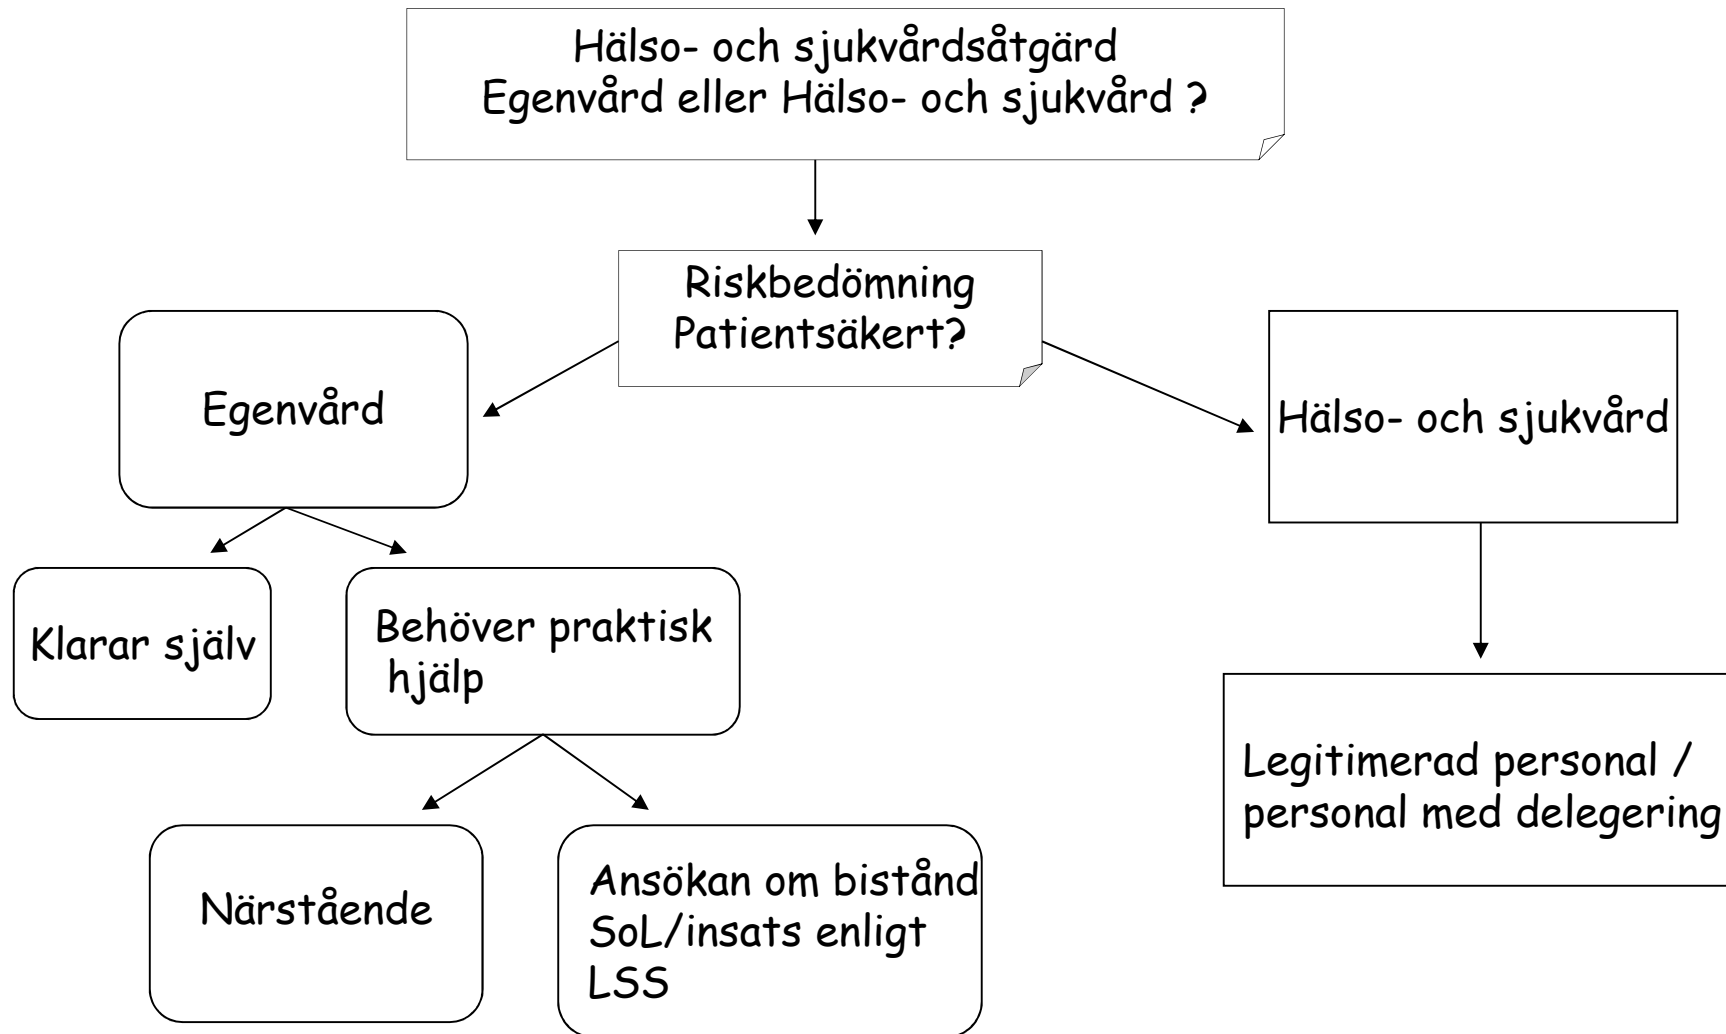 Hälso- och sjukvårdsåtgärd
Egenvård eller Hälso- och sjukvård ?
Riskbedömning
Patientsäkert?
Egenvård
Hälso- och sjukvård
Klarar själv
Behöver praktisk
hjälp
Legitimerad personal /
personal med delegering
Närstående
Ansökan om bistånd
SoL/insats enligt
LSS